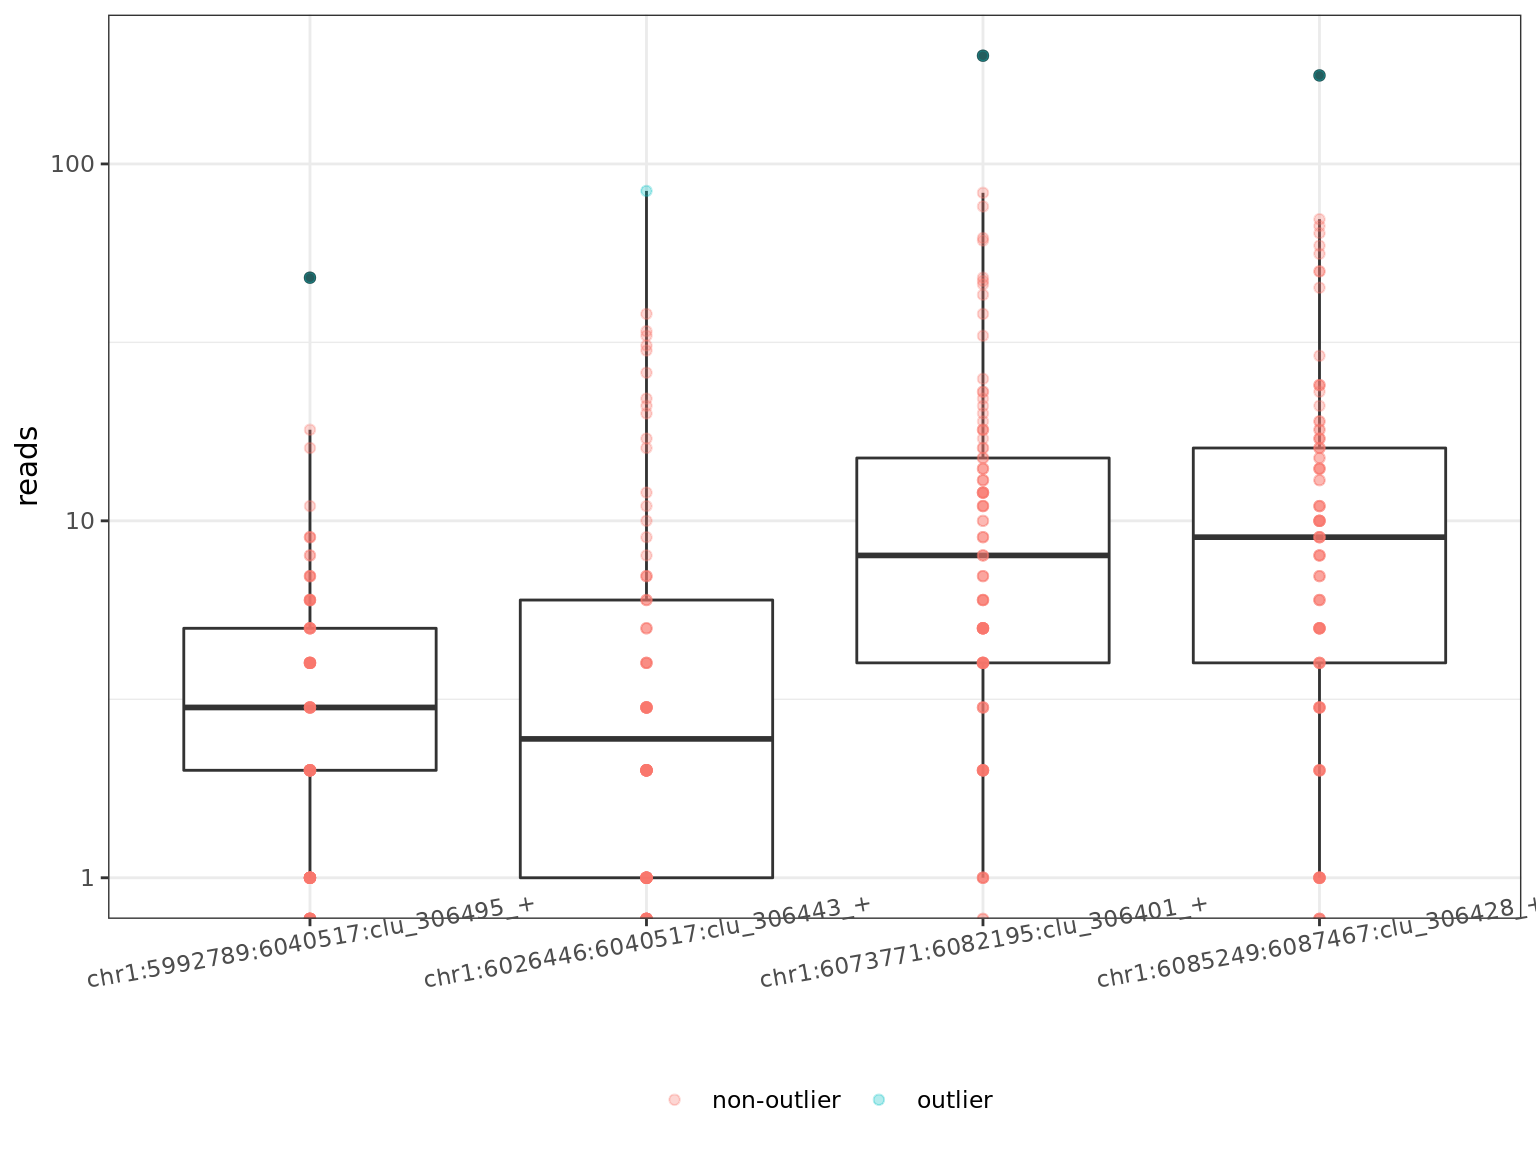 100
10
1
reads
chr1:5992789:6040517:clu_306495_+
chr1:6026446:6040517:clu_306443_+
chr1:6073771:6082195:clu_306401_+
chr1:6085249:6087467:clu_306428_+
non-outlier
outlier